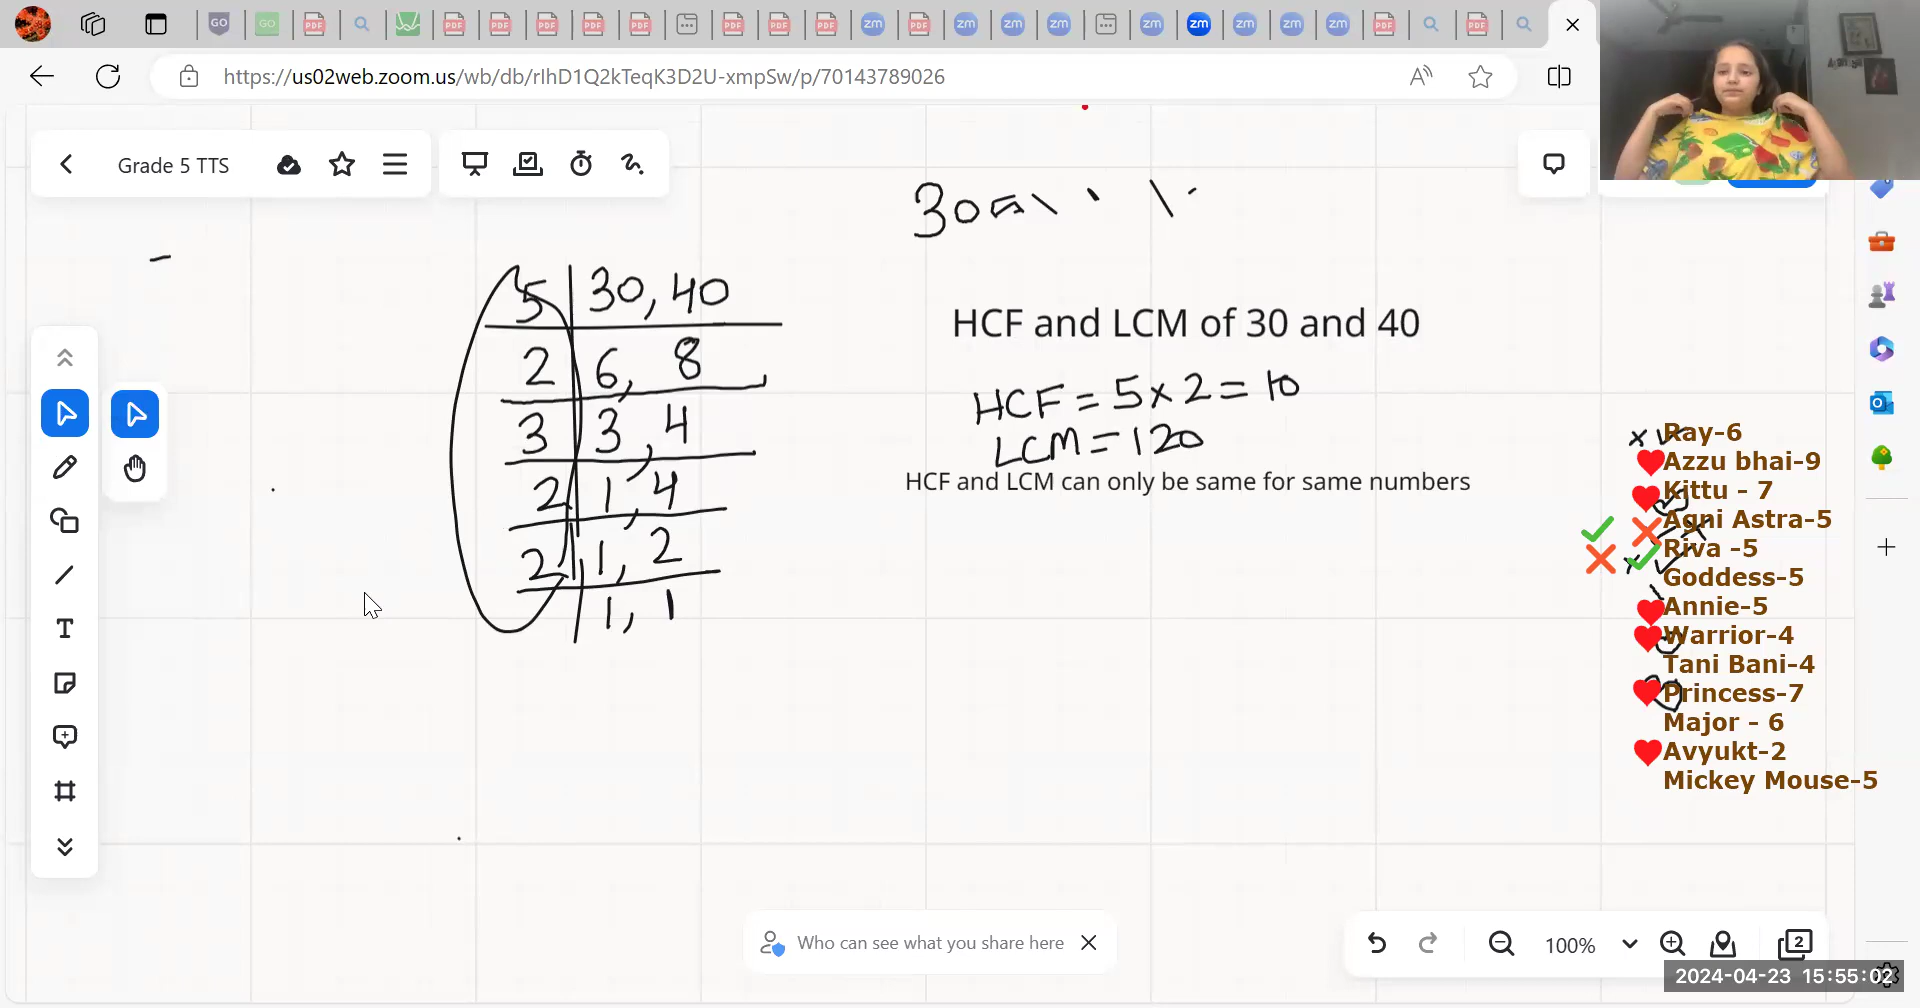 https://us02web.zoom.us/wb/db/rIhD1Q2kTeqK3D2U-xmpSw/p/70143789026
Grade 5 TTS
30
5 | 30, 40
2 | 6, 8
3 | 3, 4
2 | 1, 4
2 | 1, 2
1, 1
HCF and LCM of 30 and 40
HCF = 5 × 2 = 10
LCM = 120
HCF and LCM can only be same for same numbers
Ray-6
Azzu bhai-9
Kittu - 7
Agni Astra-5
Riva -5
Goddess-5
Annie-5
Warrior-4
Tani Bani-4
Princess-7
Major - 6
Avyukt-2
Mickey Mouse-5
Who can see what you share here
100%
2
2024-04-23 15:55:02